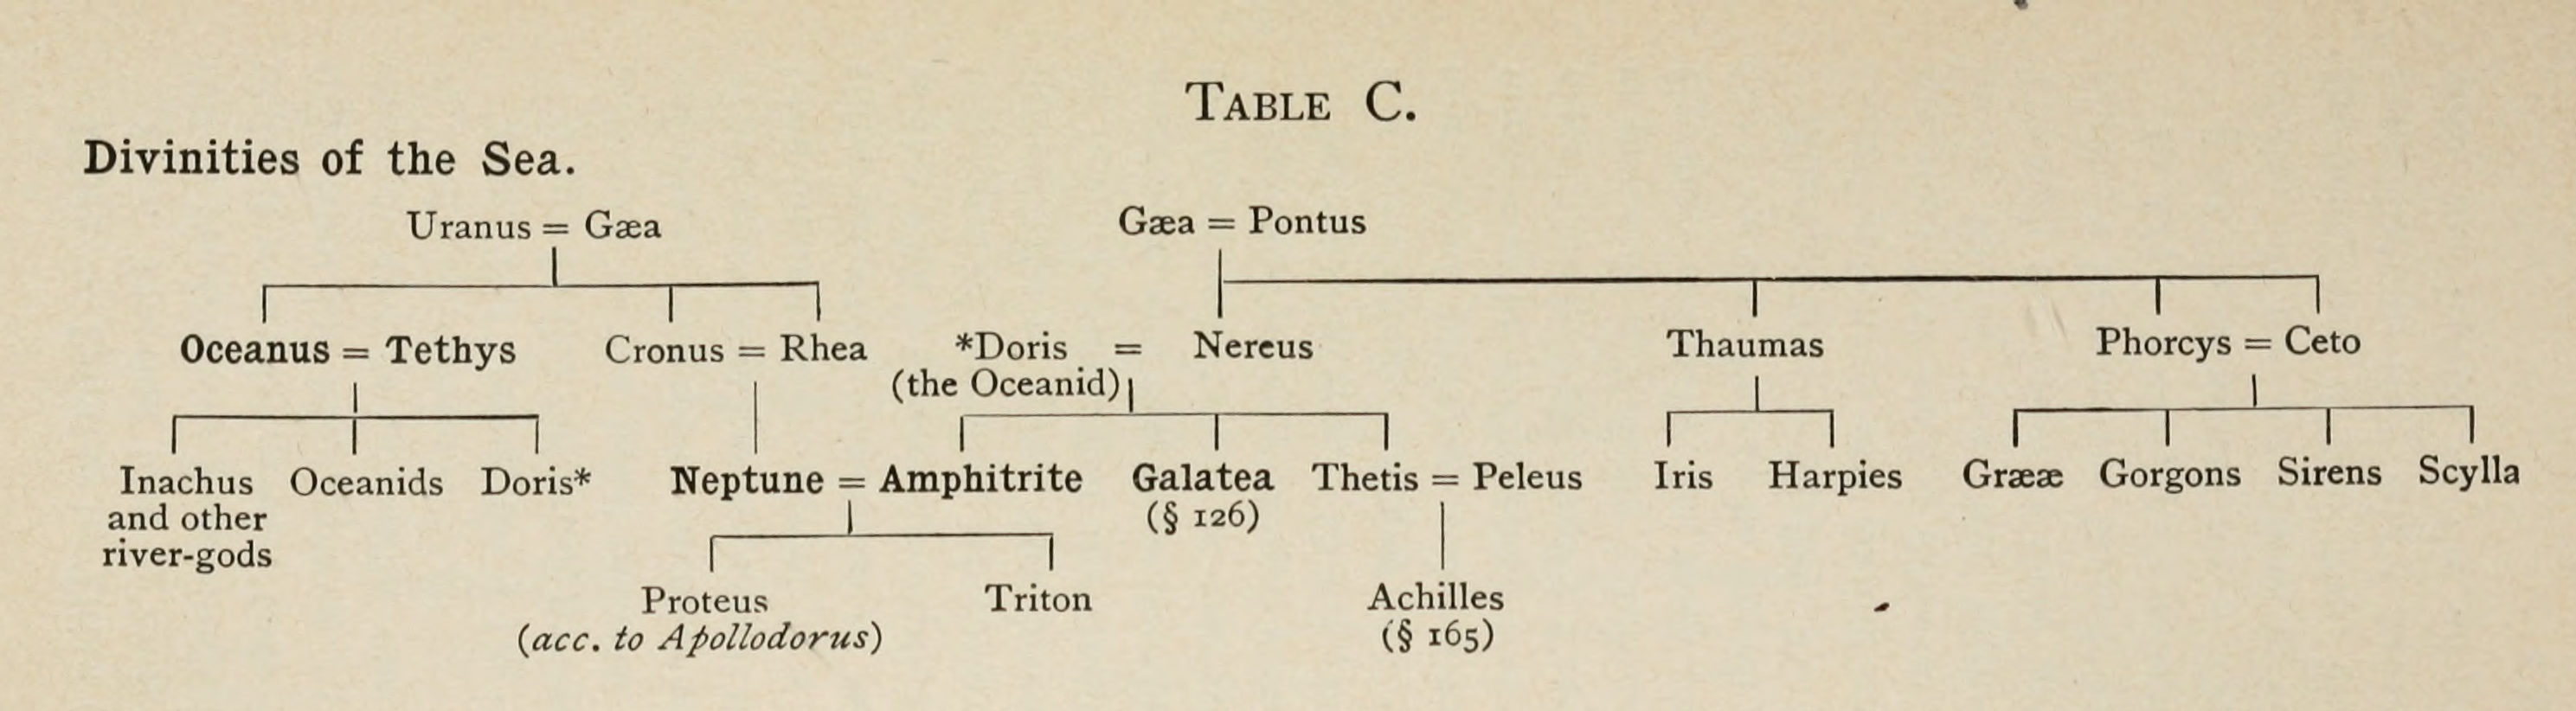 TABLE C.
Divinities of the Sea.
Uranus = Gæa
Gæa = Pontus
Oceanus = Tethys
Cronus = Rhea
*Doris = Nereus
(the Oceanid)
Thaumas
Phorcys = Ceto
Inachus
and other
river-gods
Oceanids
Doris*
Neptune = Amphitrite
Galatea
(§ 126)
Thetis = Peleus
Iris
Harpies
Grææ
Gorgons
Sirens
Scylla
Proteus
(acc. to Apollodorus)
Triton
Achilles
(§ 165)